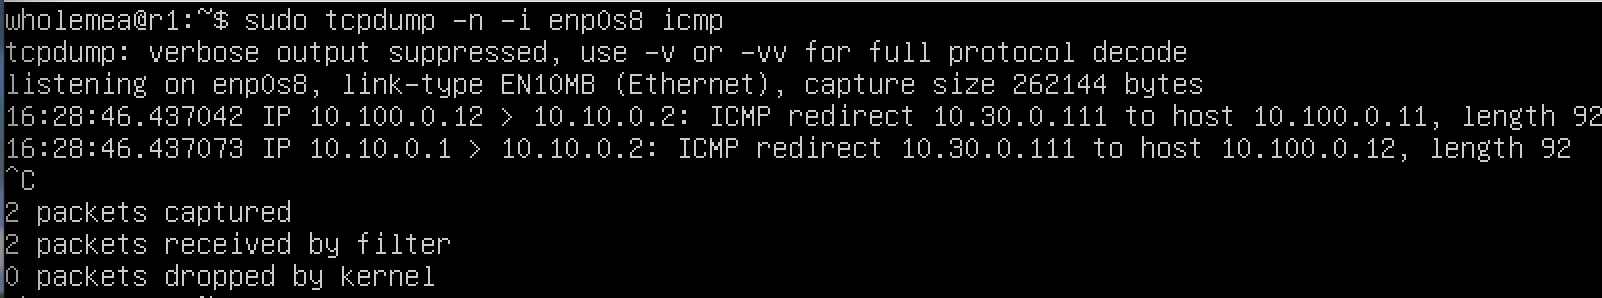 wholemea@r1:~$ sudo tcpdump -n -i enp0s8 icmp
tcpdump: verbose output suppressed, use -v or -vv for full protocol decode
listening on enp0s8, link-type EN10MB (Ethernet), capture size 262144 bytes
16:28:46.437042 IP 10.100.0.12 > 10.10.0.2: ICMP redirect 10.30.0.111 to host 10.100.0.11, length 92
16:28:46.437073 IP 10.10.0.1 > 10.10.0.2: ICMP redirect 10.30.0.111 to host 10.100.0.12, length 92
^C
2 packets captured
2 packets received by filter
0 packets dropped by kernel